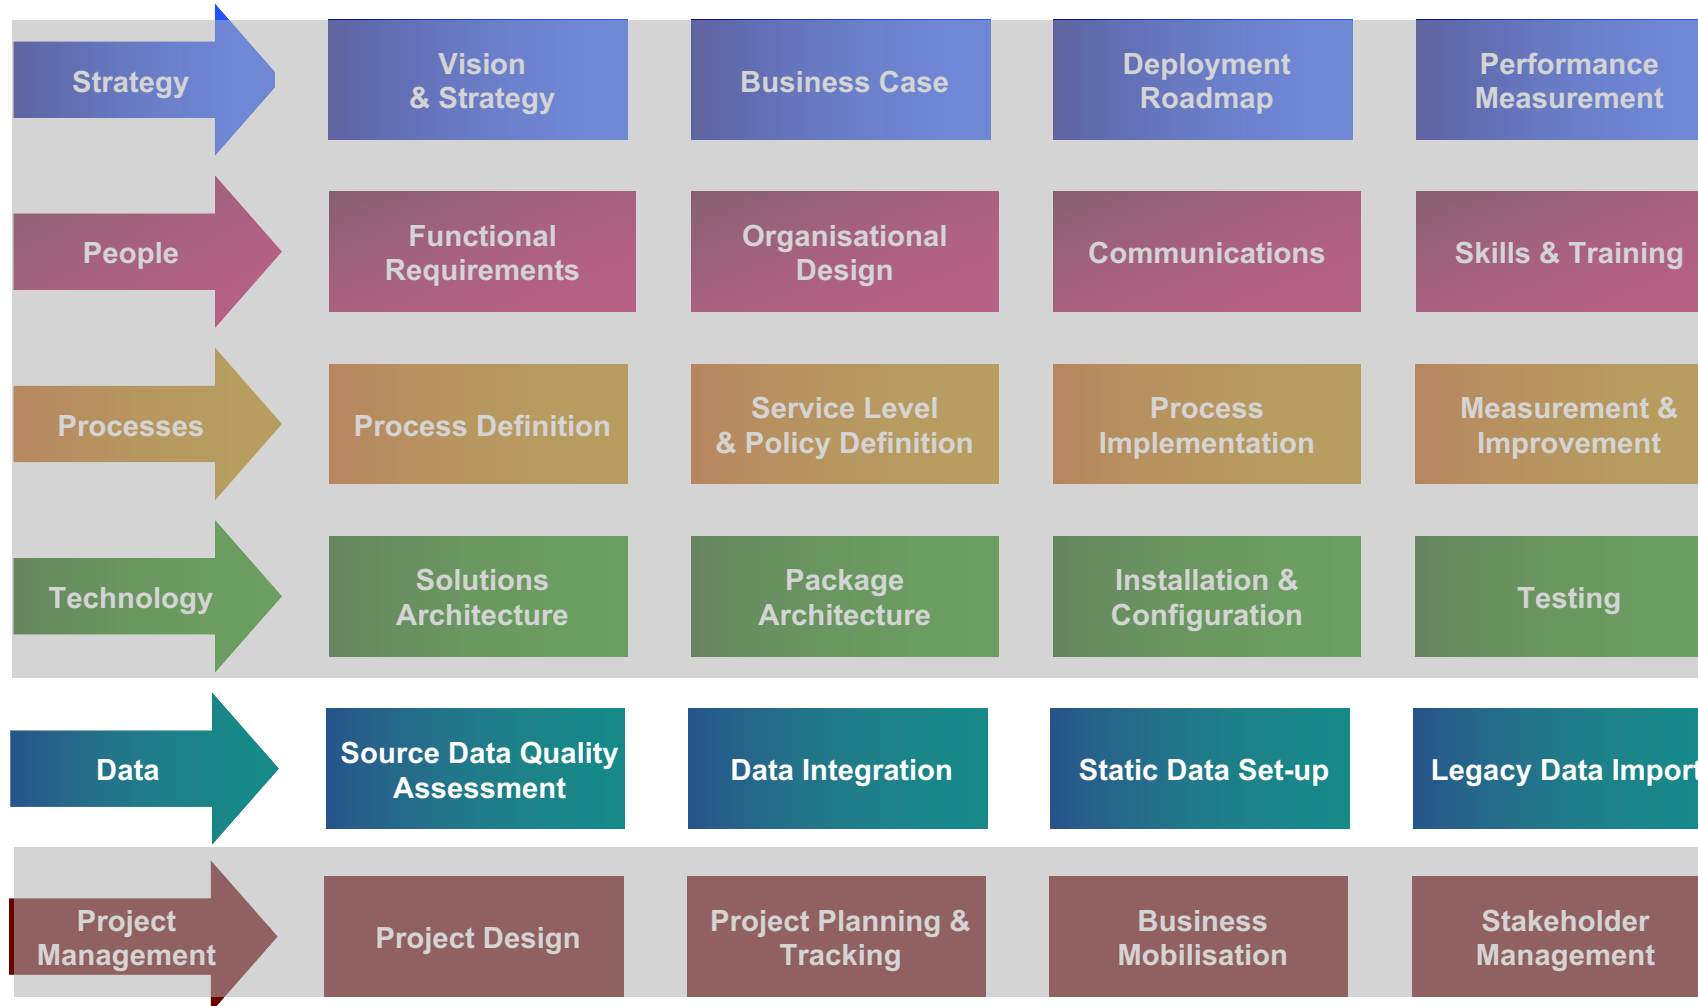 Strategy
Vision
& Strategy
Business Case
Deployment
Roadmap
Performance
Measurement
People
Functional
Requirements
Organisational
Design
Communications
Skills & Training
Processes
Process Definition
Service Level
& Policy Definition
Process
Implementation
Measurement &
Improvement
Technology
Solutions
Architecture
Package
Architecture
Installation &
Configuration
Testing
Data
Source Data Quality
Assessment
Data Integration
Static Data Set-up
Legacy Data Import
Project
Management
Project Design
Project Planning &
Tracking
Business
Mobilisation
Stakeholder
Management